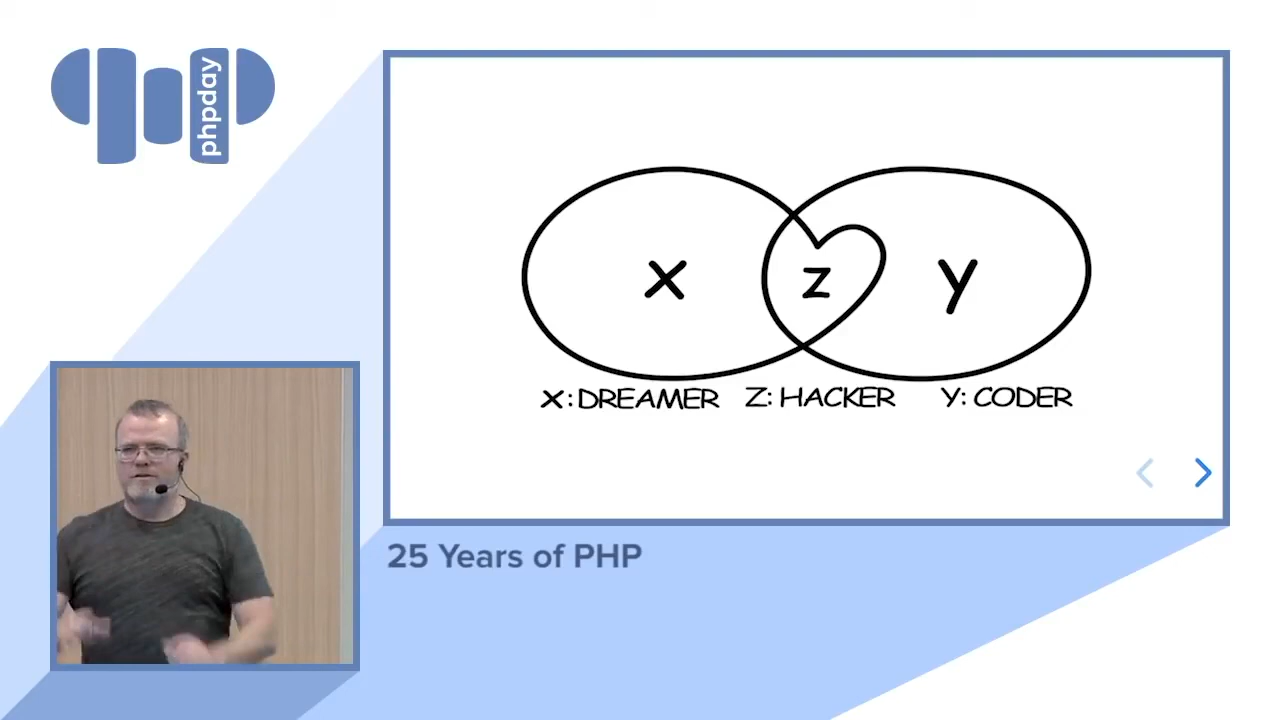 phpday
X
Z
Y
X: DREAMER Z: HACKER Y: CODER
25 Years of PHP